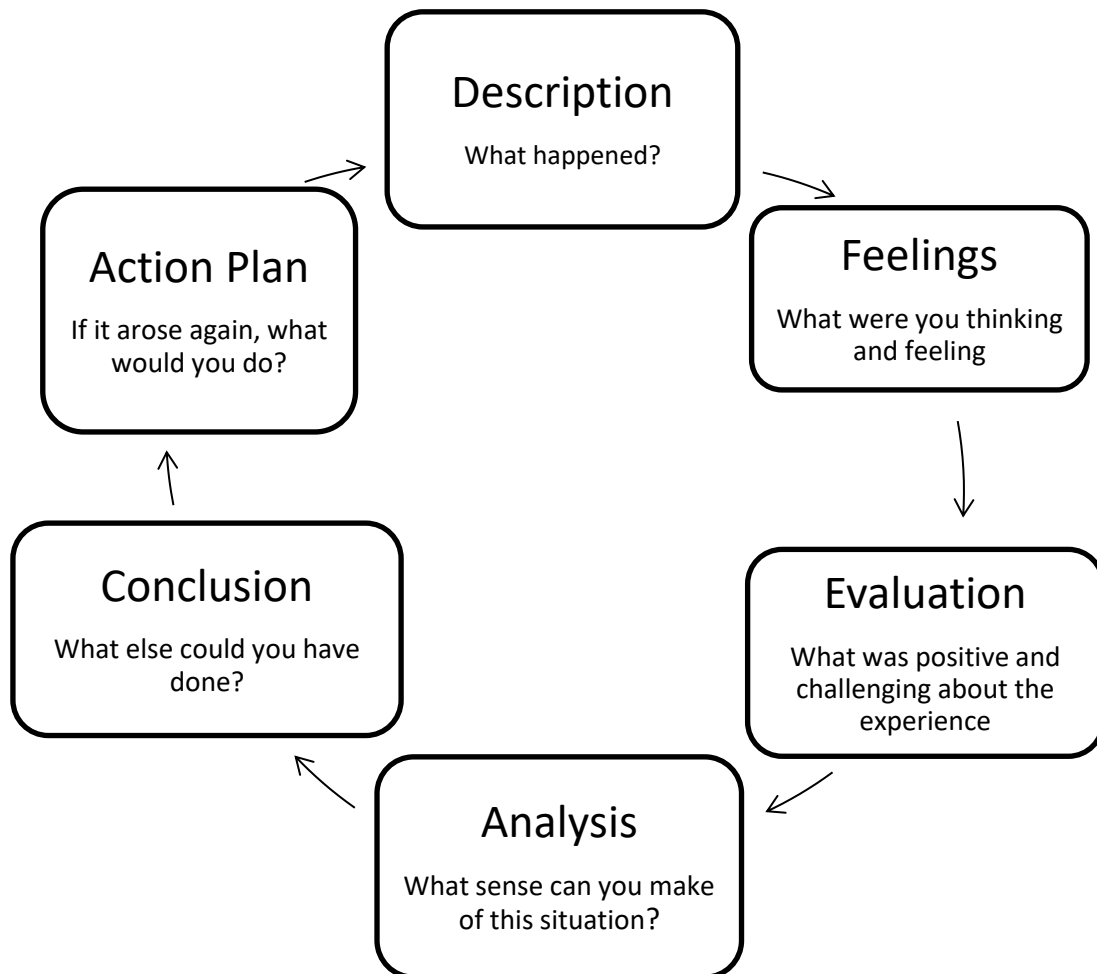 Description
What happened?
Feelings
What were you thinking
and feeling
Evaluation
What was positive and
challenging about the
experience
Analysis
What sense can you make
of this situation?
Conclusion
What else could you have
done?
Action Plan
If it arose again, what
would you do?